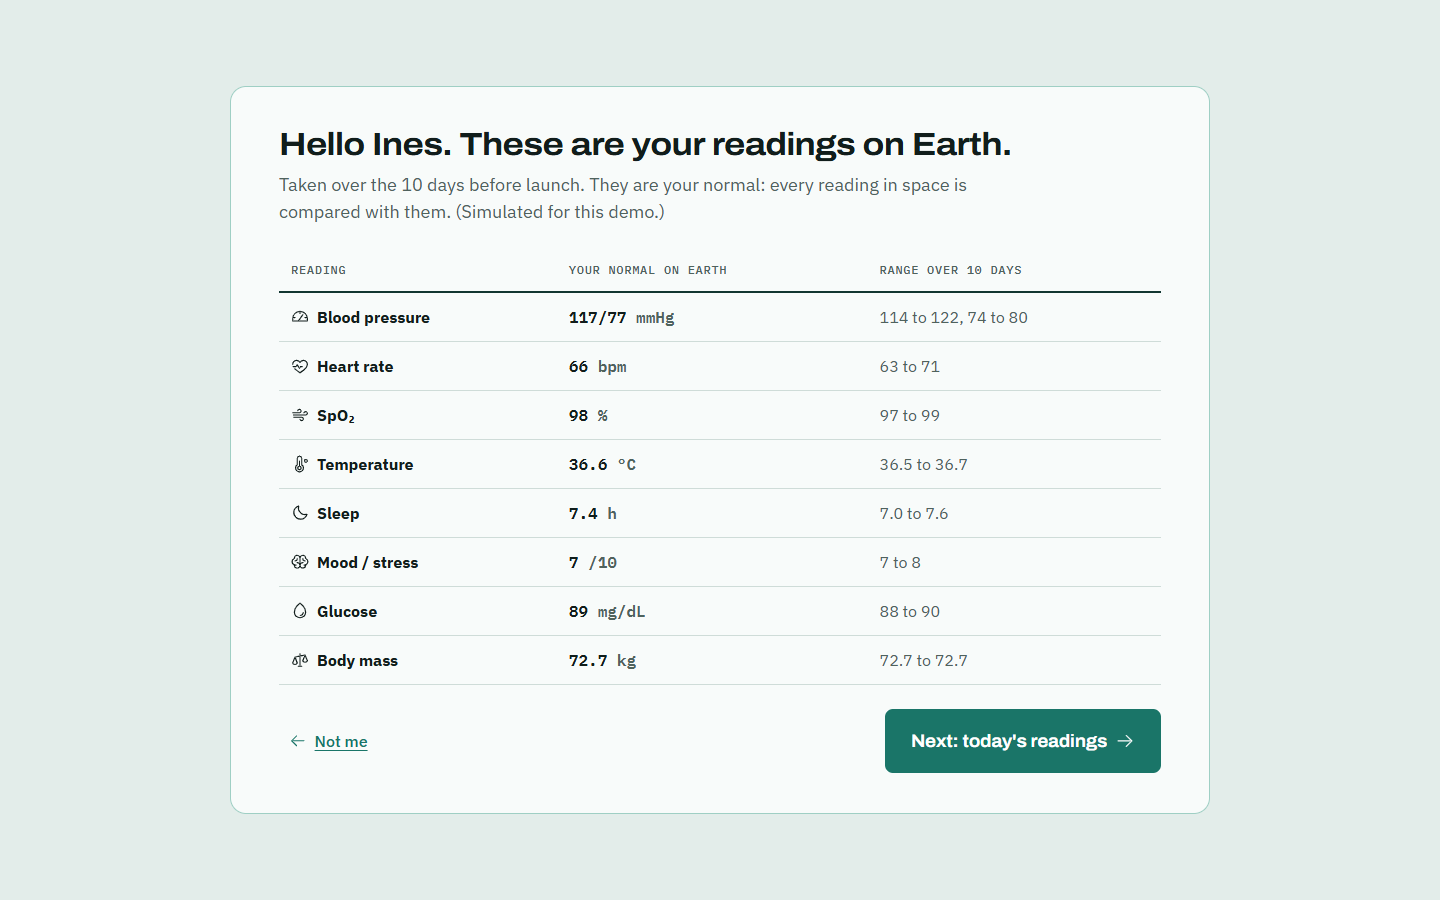 Hello Ines. These are your readings on Earth.
Taken over the 10 days before launch. They are your normal: every reading in space is
compared with them. (Simulated for this demo.)
READING YOUR NORMAL ON EARTH RANGE OVER 10 DAYS
Blood pressure 117/77 mmHg 114 to 122, 74 to 80
Heart rate 66 bpm 63 to 71
SpO₂ 98 % 97 to 99
Temperature 36.6 °C 36.5 to 36.7
Sleep 7.4 h 7.0 to 7.6
Mood / stress 7 /10 7 to 8
Glucose 89 mg/dL 88 to 90
Body mass 72.7 kg 72.7 to 72.7
← Not me Next: today's readings →